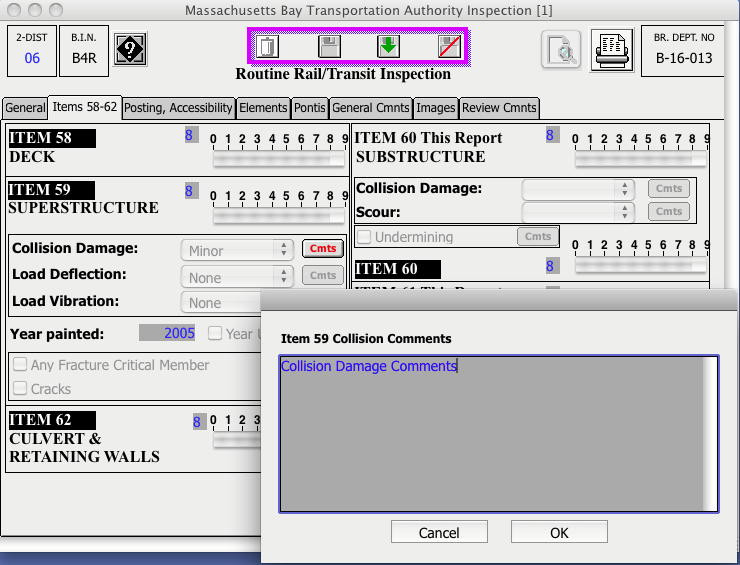 Massachusetts Bay Transportation Authority Inspection [1]
2-DIST
06
B.I.N.
B4R
?
Routine Rail/Transit Inspection
BR. DEPT. NO
B-16-013
General Items 58-62 Posting, Accessibility Elements Pontis General Cmnts Images Review Cmnts
ITEM 58 8 0 1 2 3 4 5 6 7 8 9
DECK
ITEM 59 8 0 1 2 3 4 5 6 7 8 9
SUPERSTRUCTURE
Collision Damage: Minor Cmts
Load Deflection: None Cmts
Load Vibration: None
Year painted: 2005 Year
Any Fracture Critical Member
Cracks
ITEM 62 8 0 1 2 3
CULVERT &
RETAINING WALLS
ITEM 60 This Report 8 0 1 2 3 4 5 6 7 8 9
SUBSTRUCTURE
Collision Damage: Cmts
Scour: Cmts
Undermining Cmts
0 1 2 3 4 5 6 7 8 9
ITEM 60 8
Item 59 Collision Comments
Collision Damage Comments
Cancel OK